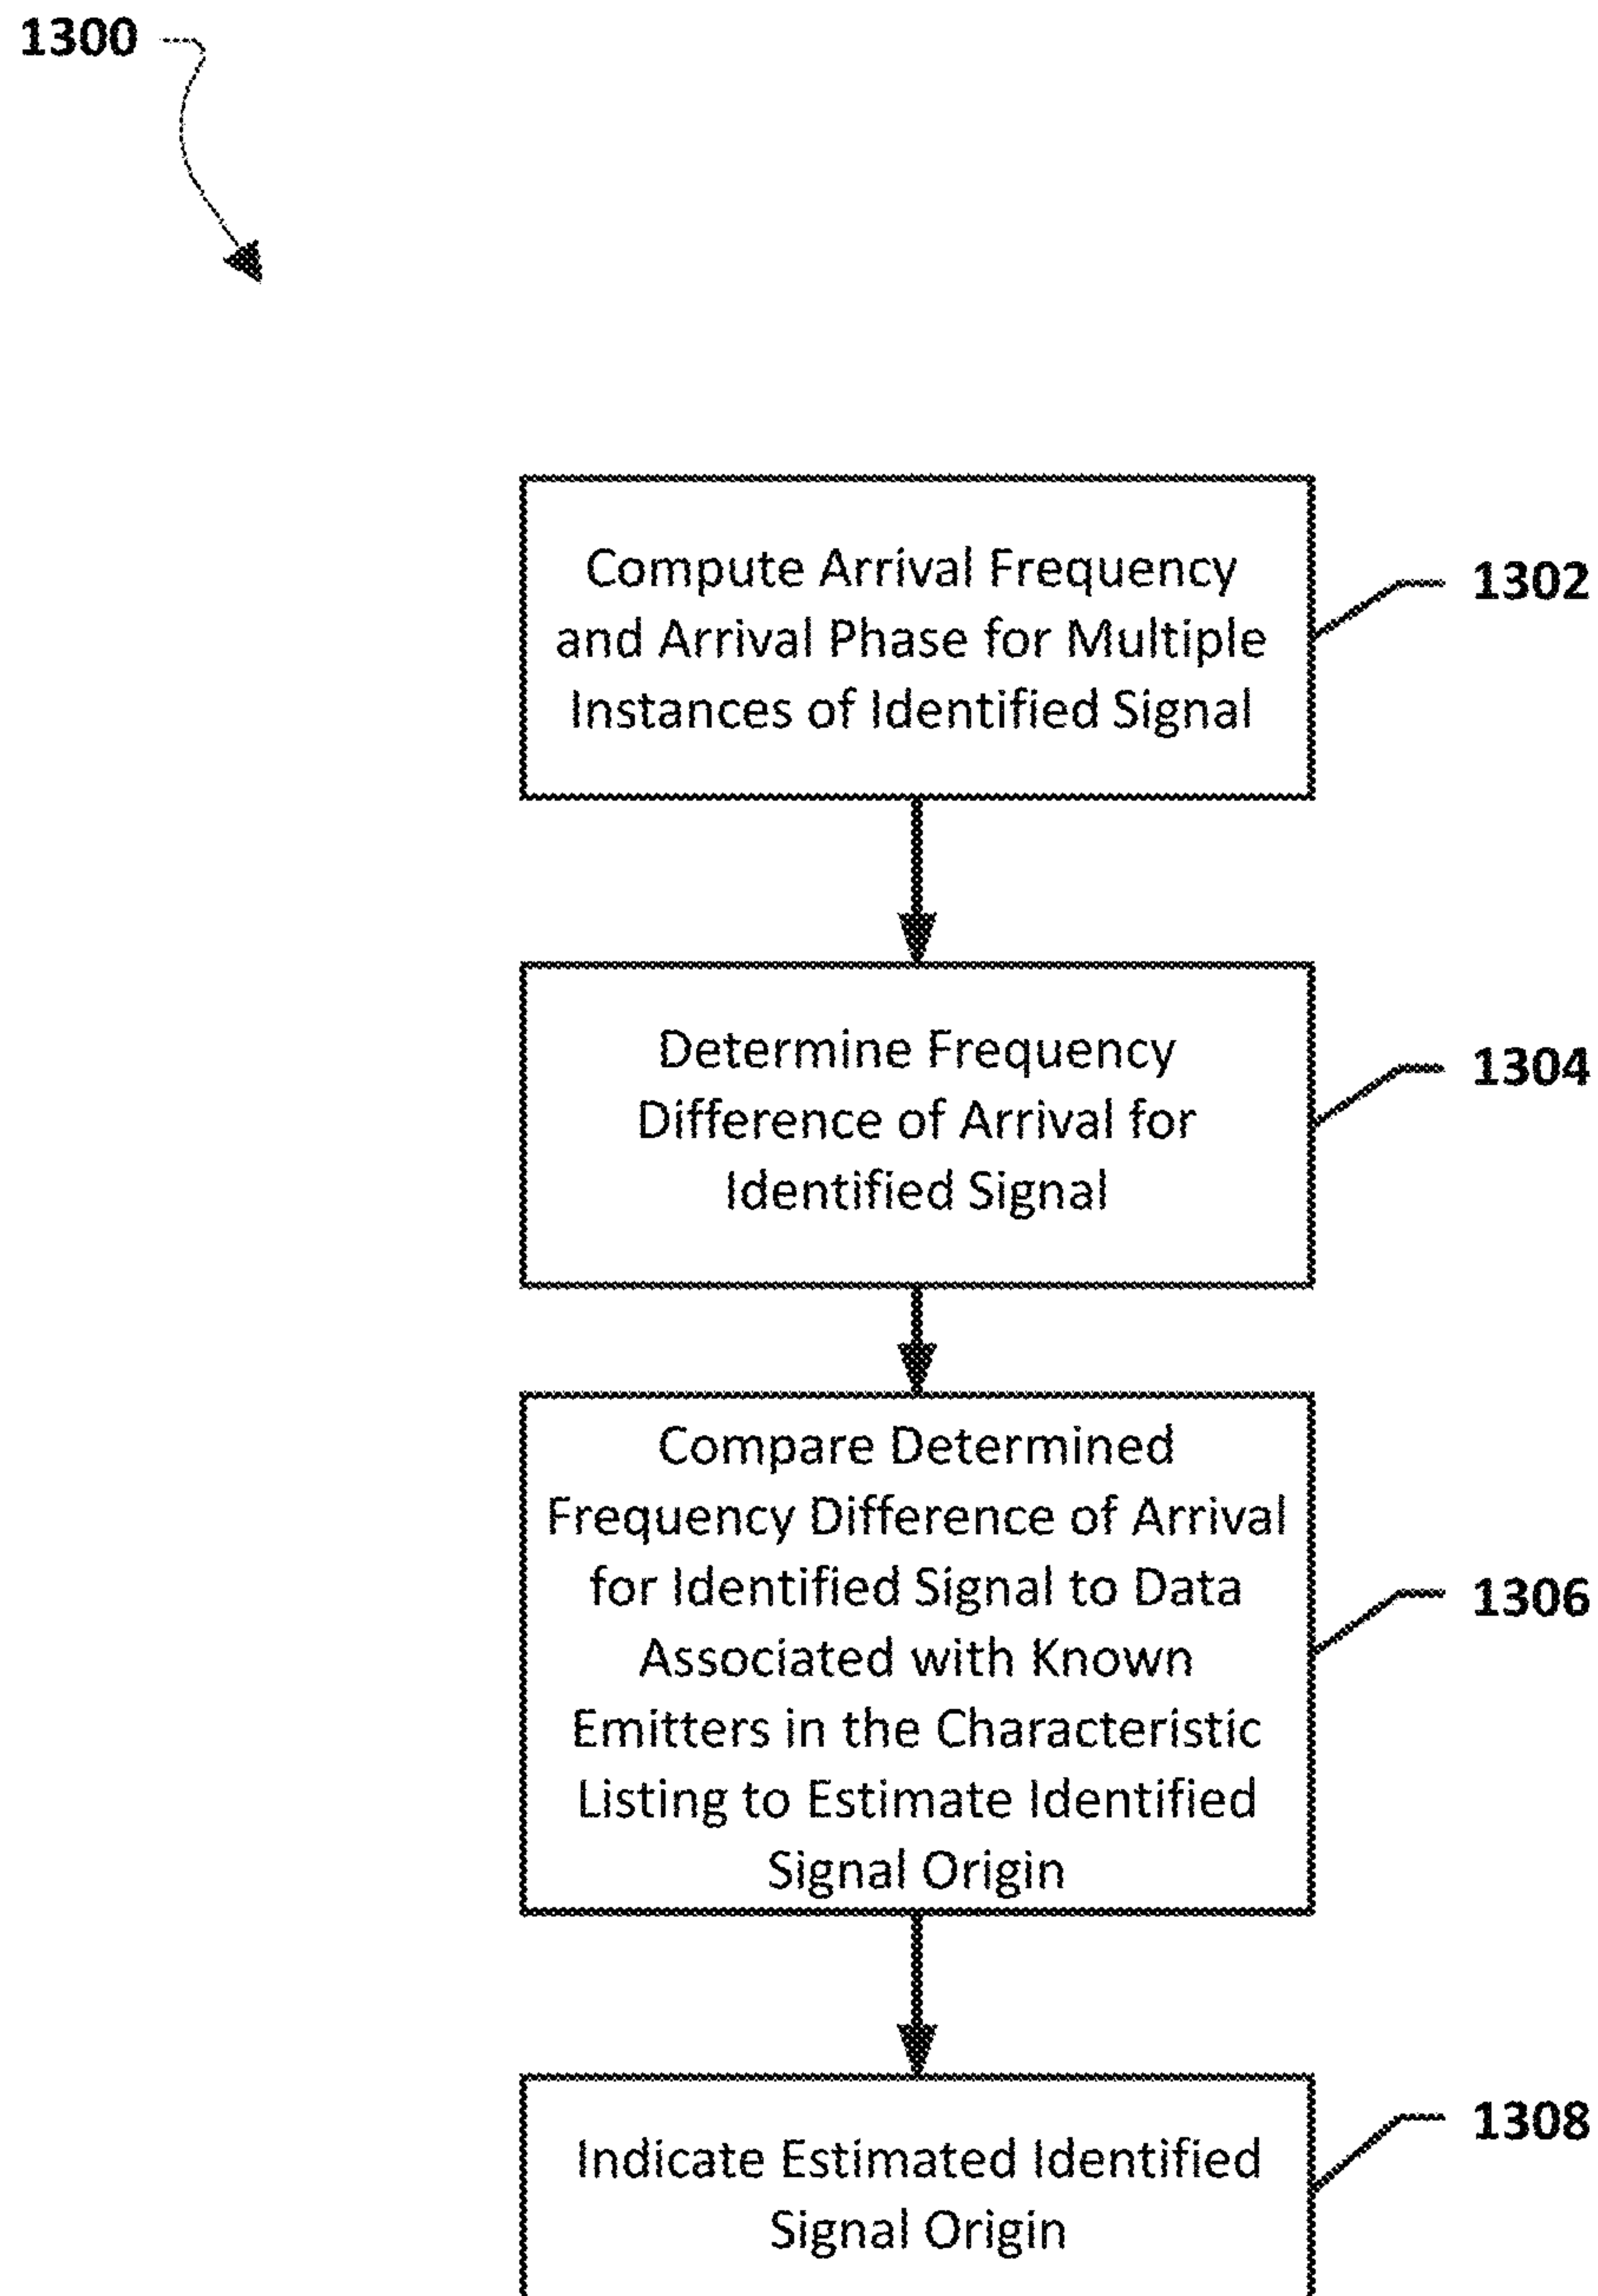 1300
Compute Arrival Frequency
and Arrival Phase for Multiple
Instances of Identified Signal
1302
Determine Frequency
Difference of Arrival for
Identified Signal
1304
Compare Determined
Frequency Difference of Arrival
for Identified Signal to Data
Associated with Known
Emitters in the Characteristic
Listing to Estimate Identified
Signal Origin
1306
Indicate Estimated Identified
Signal Origin
1308